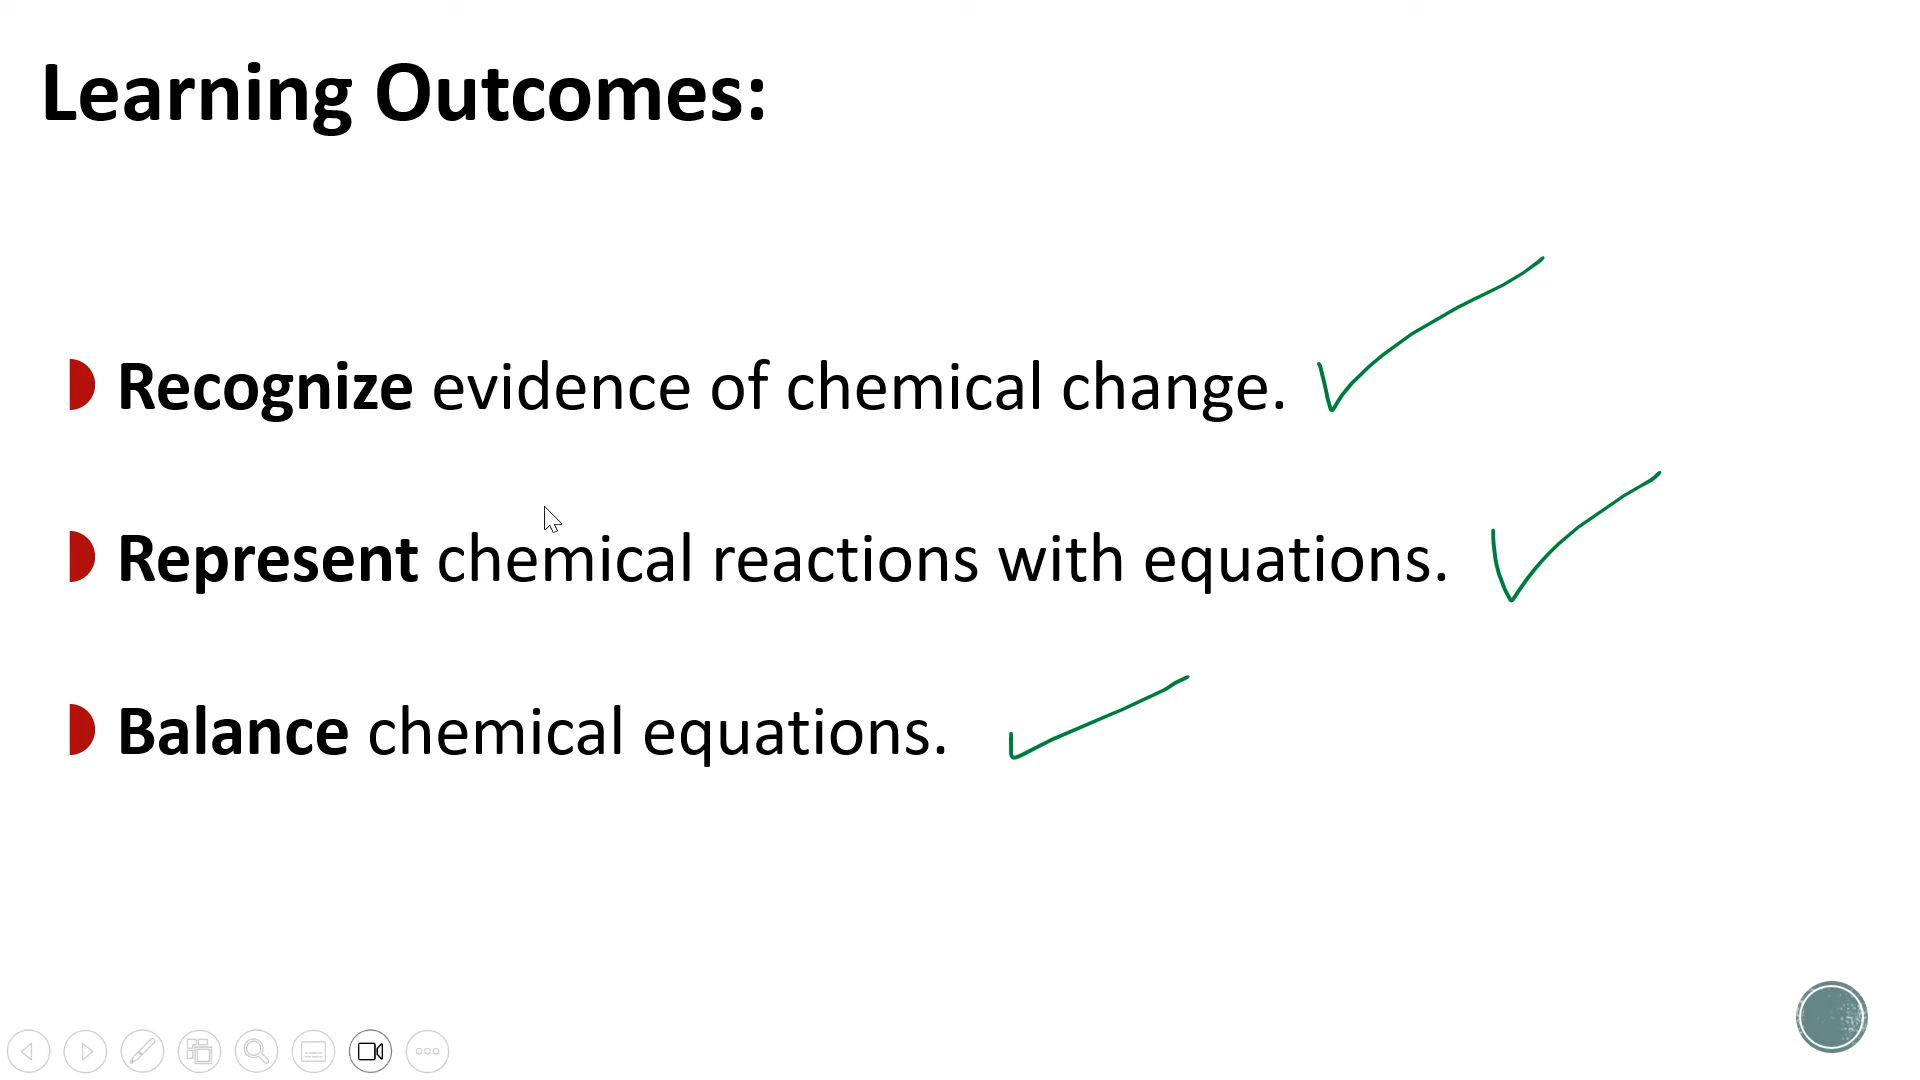 Learning Outcomes:
Recognize evidence of chemical change.
Represent chemical reactions with equations.
Balance chemical equations.